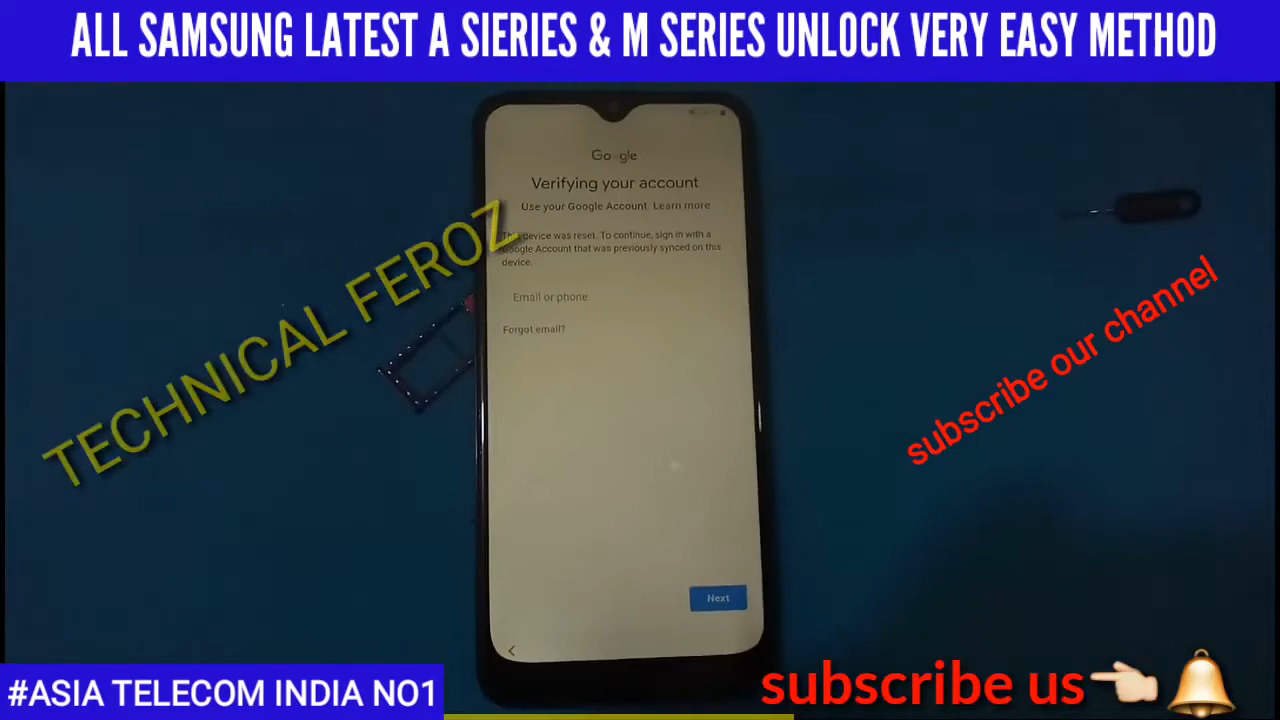 ALL SAMSUNG LATEST A SIERIES & M SERIES UNLOCK VERY EASY METHOD
Google
Verifying your account
Use your Google Account. Learn more
This device was reset. To continue, sign in with a
Google Account that was previously synced on this
device.
Email or phone
Forgot email?
Next
TECHNICAL FEROZ
subscribe our channel
#ASIA TELECOM INDIA NO1
subscribe us